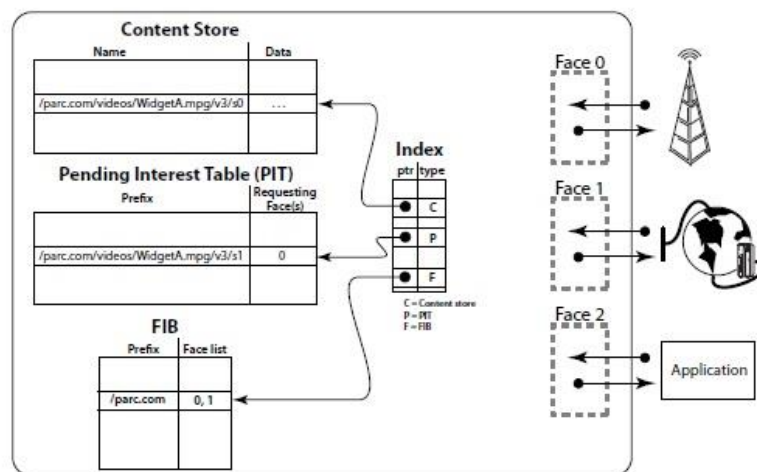 Content Store
Name Data
/parc.com/videos/WidgetA.mpg/v3/s0 ...
Pending Interest Table (PIT)
Prefix Requesting Face(s)
/parc.com/videos/WidgetA.mpg/v3/s1 0
FIB
Prefix Face list
/parc.com 0, 1
Index
ptr type
C
P
F
C = Content store
P = PIT
F = FIB
Face 0
Face 1
Face 2
Application